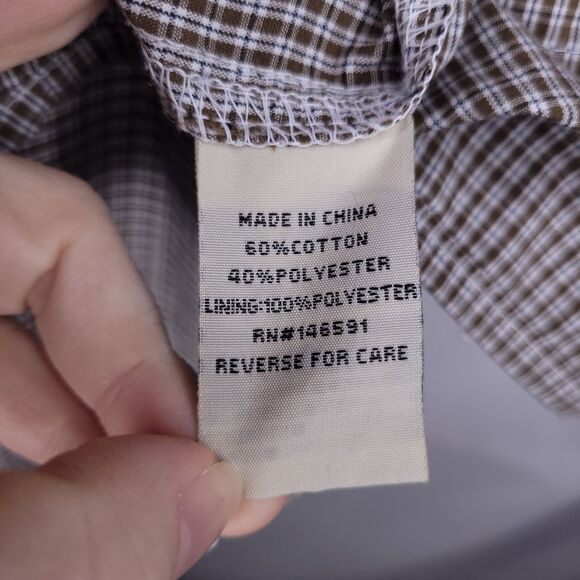 MADE IN CHINA
60%COTTON
40%POLYESTER
LINING:100%POLYESTER
RN#146591
REVERSE FOR CARE